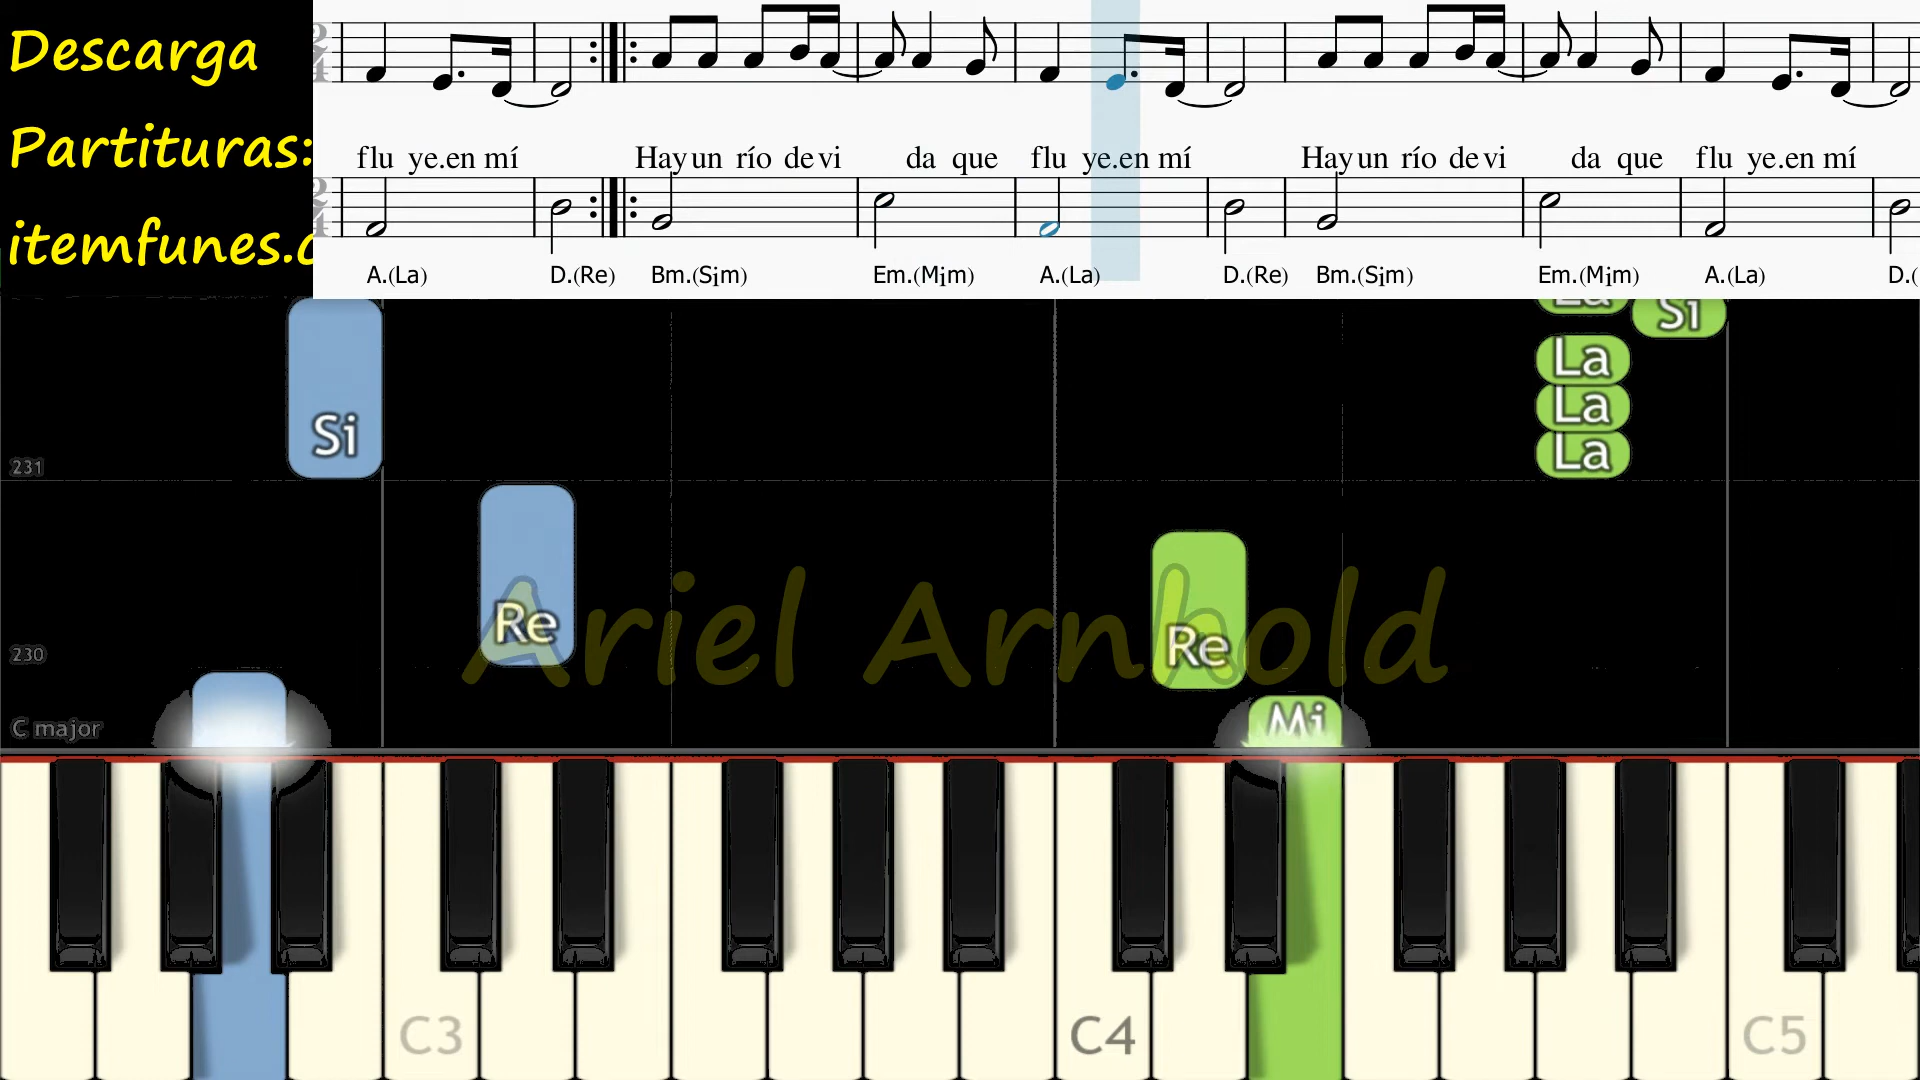 Descarga
Partituras:
itemfunes.c
flu ye.en mí Hay un río de vi da que flu ye.en mí Hay un río de vi da que flu ye.en mí
A.(La) D.(Re) Bm.(Sim) Em.(Mim) A.(La) D.(Re) Bm.(Sim) Em.(Mim) A.(La) D.(
La
Si
La
La
La
Si
231
Re
Re
230
Ariel Arnhold
Mi
C major
C3 C4 C5